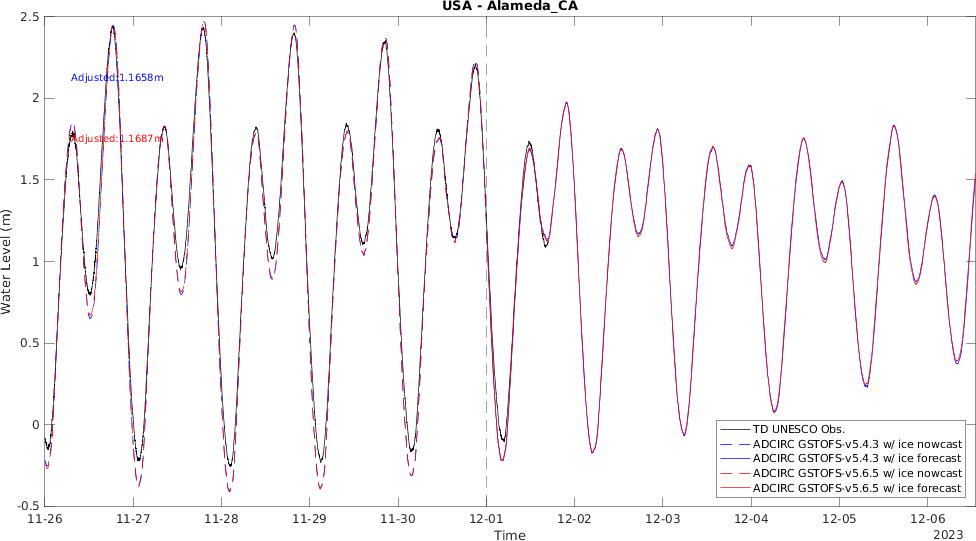 USA - Alameda_CA
2.5
2
1.5
1
0.5
0
-0.5
Water Level (m)
Adjusted:1.1658m
Adjusted:1.1687m
TD UNESCO Obs.
ADCIRC GSTOFS-v5.4.3 w/ ice nowcast
ADCIRC GSTOFS-v5.4.3 w/ ice forecast
ADCIRC GSTOFS-v5.6.5 w/ ice nowcast
ADCIRC GSTOFS-v5.6.5 w/ ice forecast
11-26 11-27 11-28 11-29 11-30 12-01 12-02 12-03 12-04 12-05 12-06
Time
2023